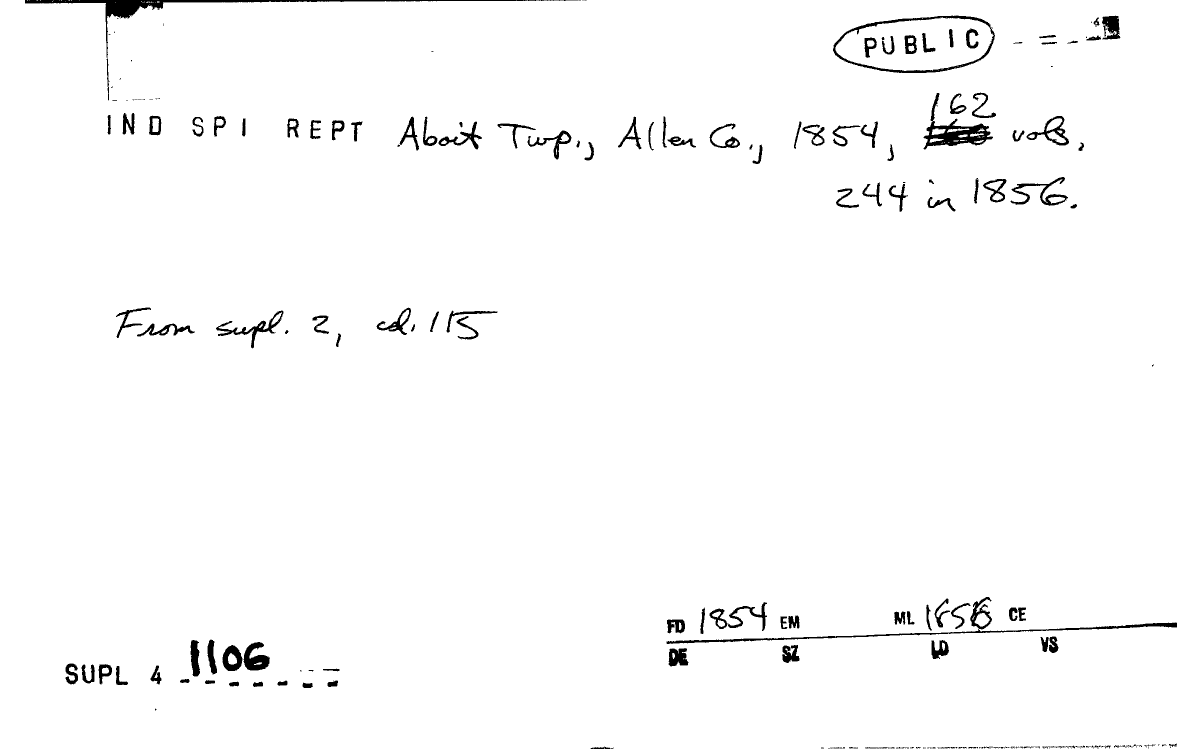 PUBLIC
IND SPI REPT Aboit Twp., Allen Co., 1854, 162 vols,
244 in 1856.
From supl. 2, col. 115
FD 1854 EM ML 1856 CE
DE SZ LD VS
SUPL 4 1106